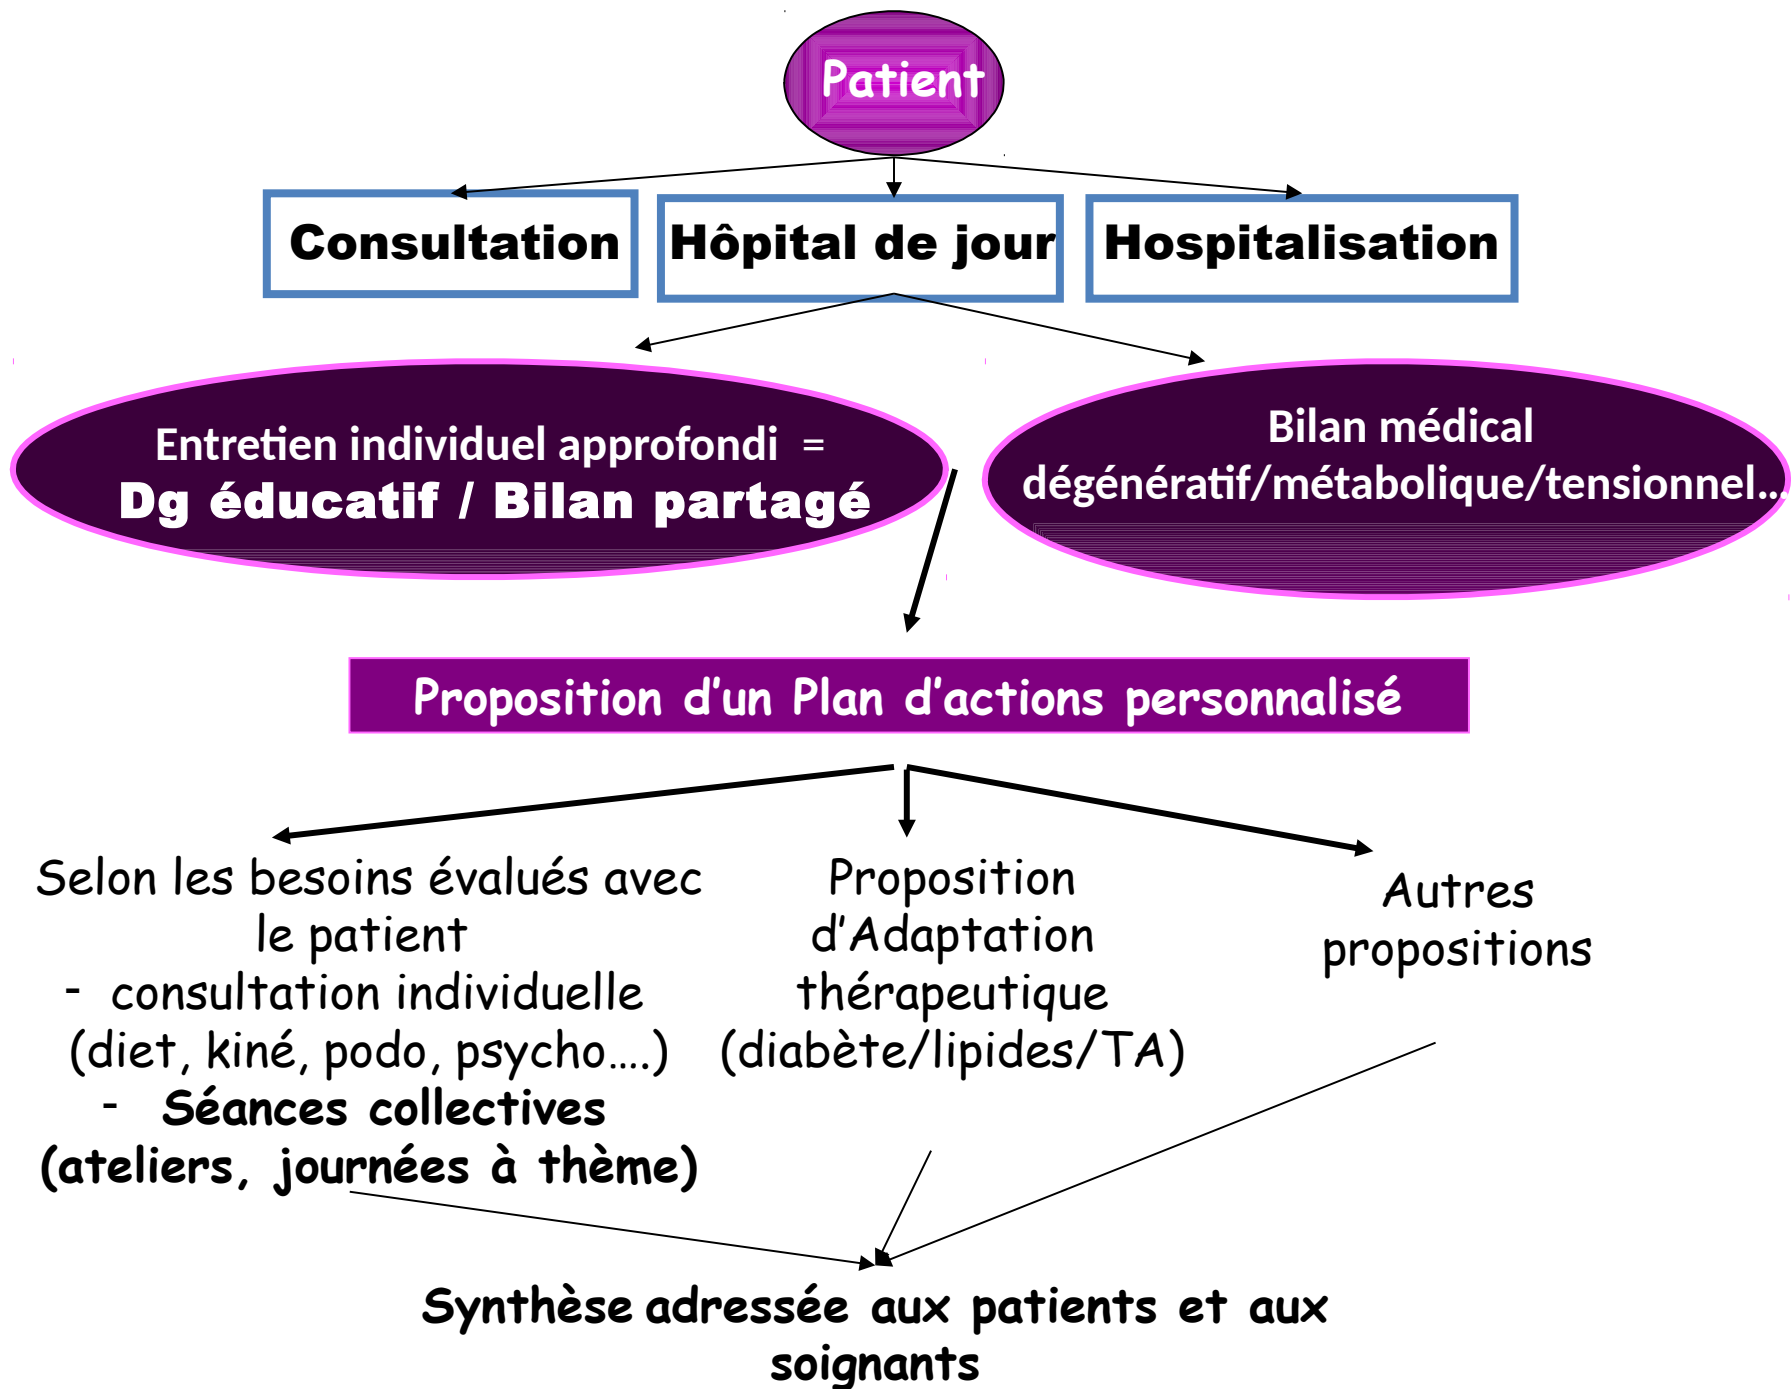 Patient
Consultation
Hôpital de jour
Hospitalisation
Entretien individuel approfondi =
Dg éducatif / Bilan partagé
Bilan médical
dégénératif/métabolique/tensionnel...
Proposition d’un Plan d’actions personnalisé
Selon les besoins évalués avec
le patient
- consultation individuelle
(diet, kiné, podo, psycho....)
- Séances collectives
(ateliers, journées à thème)
Proposition
d’Adaptation
thérapeutique
(diabète/lipides/TA)
Autres
propositions
Synthèse adressée aux patients et aux
soignants